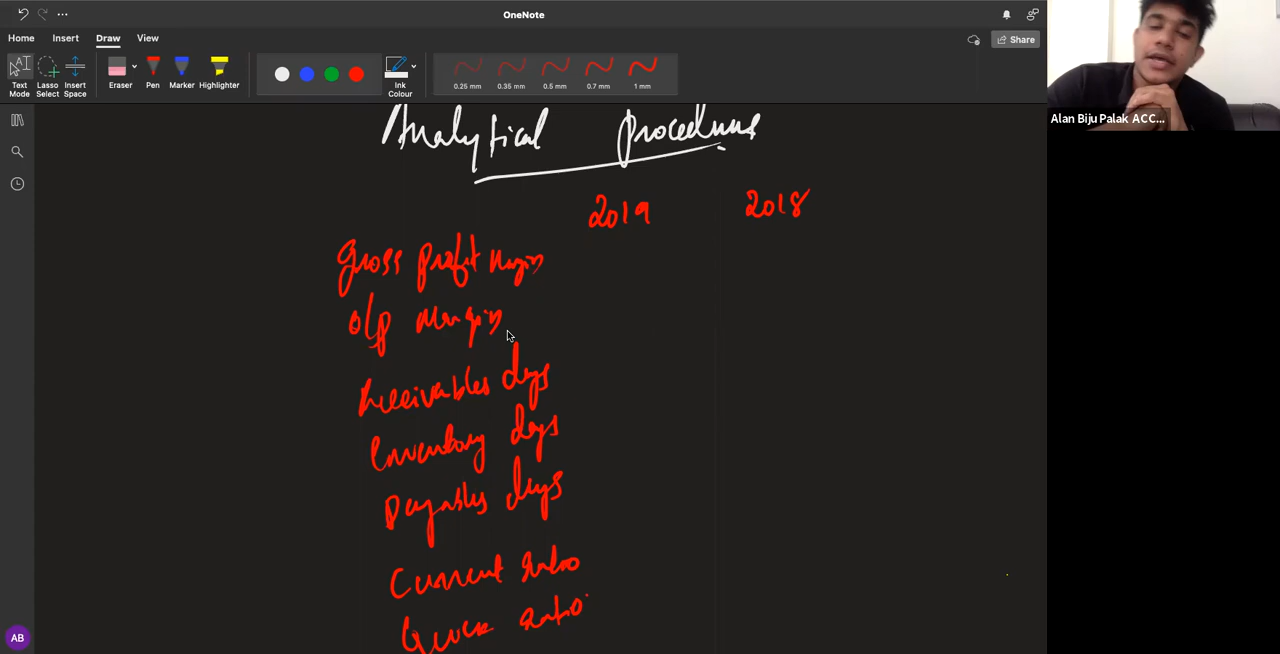 OneNote
Home Insert Draw View
Share
Text Mode
Lasso Select
Insert Space
Eraser
Pen
Marker
Highlighter
Ink Colour
0.25 mm
0.35 mm
0.5 mm
0.7 mm
1 mm
Alan Biju Palak ACC...
Analytical procedures
2019 2018
Gross profit Margin
O/p Margin
Receivables days
Inventory days
Payables days
Current ratio
Quick ratio
AB